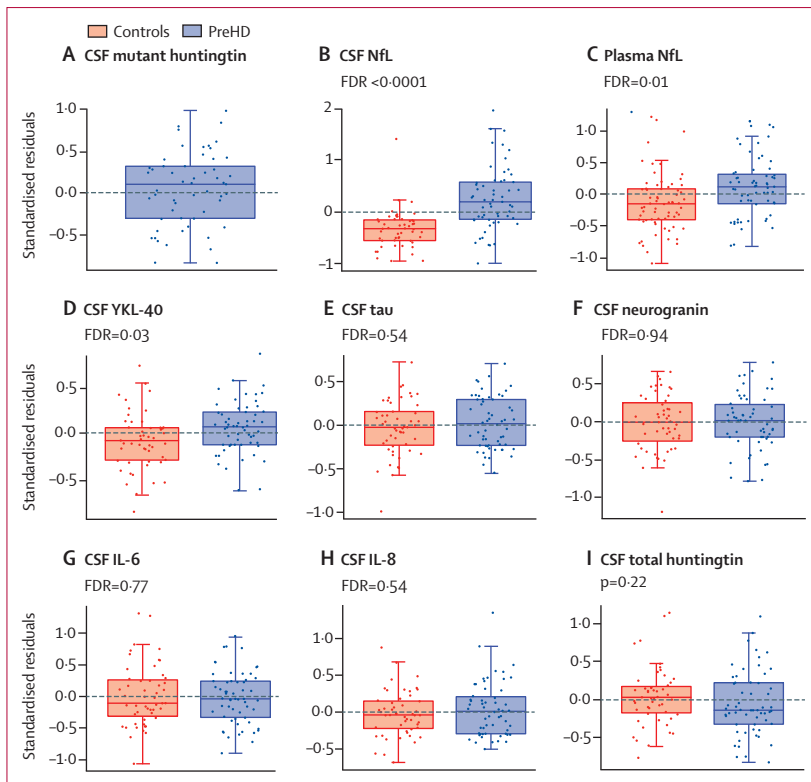 Controls PreHD
A CSF mutant huntingtin
B CSF NfL
FDR <0·0001
C Plasma NfL
FDR=0·01
Standardised residuals
1·0
0·5
0·0
−0·5
2
1
0
−1
1·0
0·5
0·0
−0·5
−1·0
D CSF YKL-40
FDR=0·03
E CSF tau
FDR=0·54
F CSF neurogranin
FDR=0·94
Standardised residuals
0·5
0·0
−0·5
0·5
0·0
−0·5
−1·0
0·5
0·0
−0·5
−1·0
G CSF IL-6
FDR=0·77
H CSF IL-8
FDR=0·54
I CSF total huntingtin
p=0·22
Standardised residuals
1·0
0·5
0·0
−0·5
−1·0
1·0
0·5
0·0
−0·5
1·0
0·5
0·0
−0·5